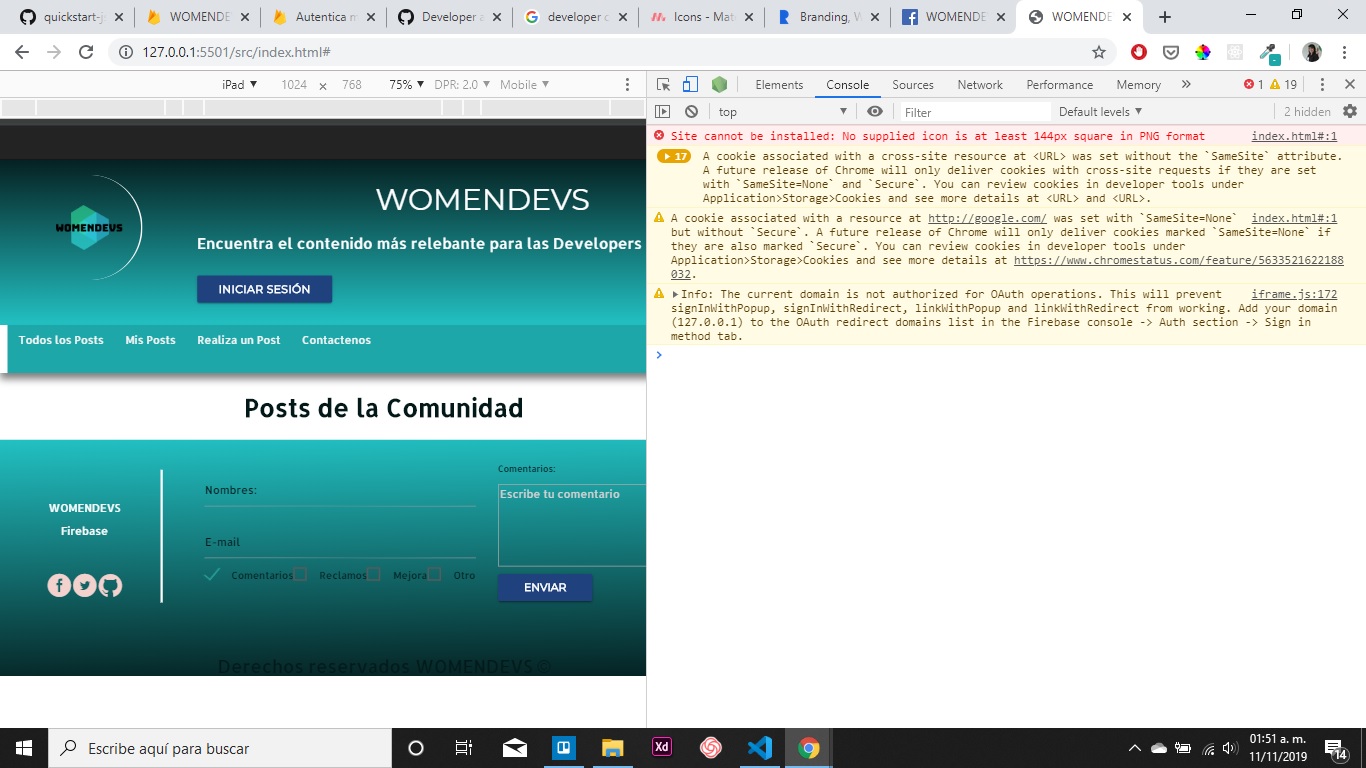 quickstart-j
WOMENDE
Autentica m
Developer a
developer c
Icons - Mat
Branding, W
WOMENDE
WOMENDE
127.0.0.1:5501/src/index.html#
iPad 1024 × 768 75% DPR: 2.0 Mobile
WOMENDEVS
WOMENDEVS
Encuentra el contenido más relebante para las Developers
INICIAR SESIÓN
Todos los Posts Mis Posts Realiza un Post Contactenos
Posts de la Comunidad
WOMENDEVS
Firebase
Nombres:
E-mail
Comentarios Reclamos Mejora Otro
Comentarios:
Escribe tu comentario
ENVIAR
Derechos reservados WOMENDEVS ©
Elements Console Sources Network Performance Memory 1 19
top Filter Default levels 2 hidden
Site cannot be installed: No supplied icon is at least 144px square in PNG format index.html#:1
17 A cookie associated with a cross-site resource at <URL> was set without the `SameSite` attribute.
A future release of Chrome will only deliver cookies with cross-site requests if they are set
with `SameSite=None` and `Secure`. You can review cookies in developer tools under
Application>Storage>Cookies and see more details at <URL> and <URL>.
A cookie associated with a resource at http://google.com/ was set with `SameSite=None` index.html#:1
but without `Secure`. A future release of Chrome will only deliver cookies marked `SameSite=None` if
they are also marked `Secure`. You can review cookies in developer tools under
Application>Storage>Cookies and see more details at https://www.chromestatus.com/feature/5633521622188
032.
Info: The current domain is not authorized for OAuth operations. This will prevent iframe.js:172
signInWithPopup, signInWithRedirect, linkWithPopup and linkWithRedirect from working. Add your domain
(127.0.0.1) to the OAuth redirect domains list in the Firebase console -> Auth section -> Sign in
method tab.
Escribe aquí para buscar
Xd
01:51 a. m.
11/11/2019
14